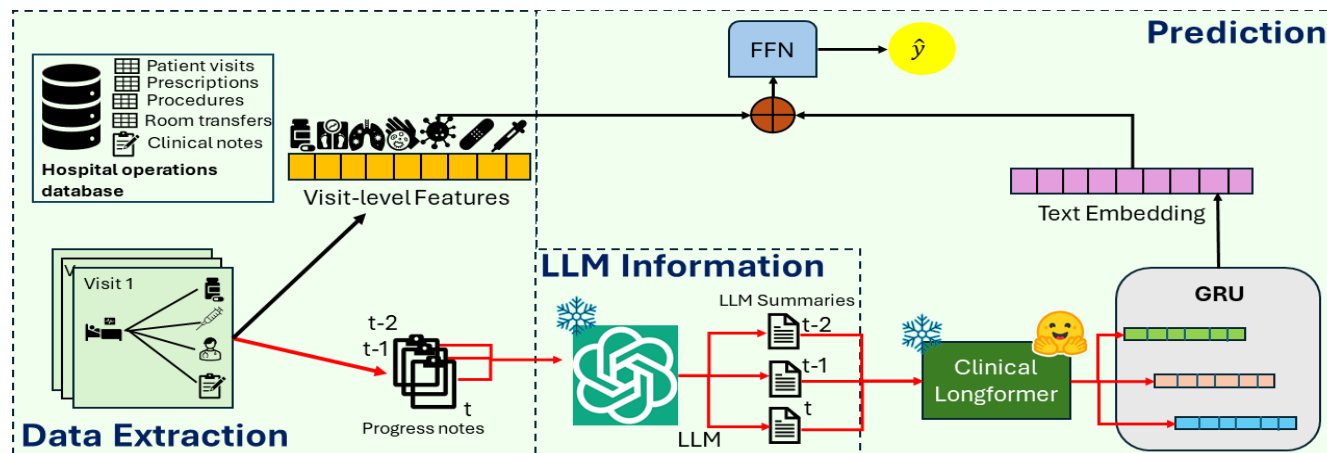 Patient visits
Prescriptions
Procedures
Room transfers
Clinical notes
Hospital operations
database
Visit-level Features
V
Visit 1
t-2
t-1
t
Progress notes
Data Extraction
LLM Information
LLM Summaries
t-2
t-1
t
LLM
Prediction
FFN
ŷ
Text Embedding
Clinical
Longformer
GRU